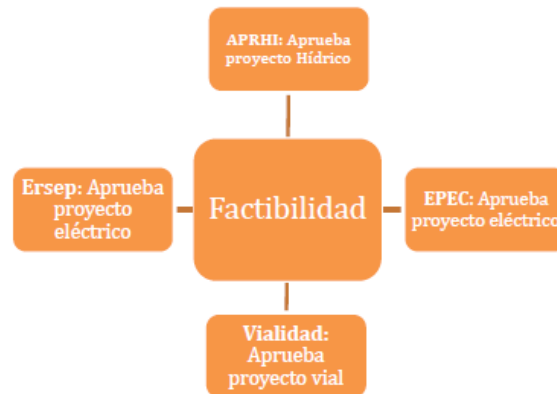 APRHI: Aprueba
proyecto Hídrico
Ersep: Aprueba
proyecto
eléctrico
Factibilidad
EPEC: Aprueba
proyecto eléctrico
Vialidad:
Aprueba
proyecto vial